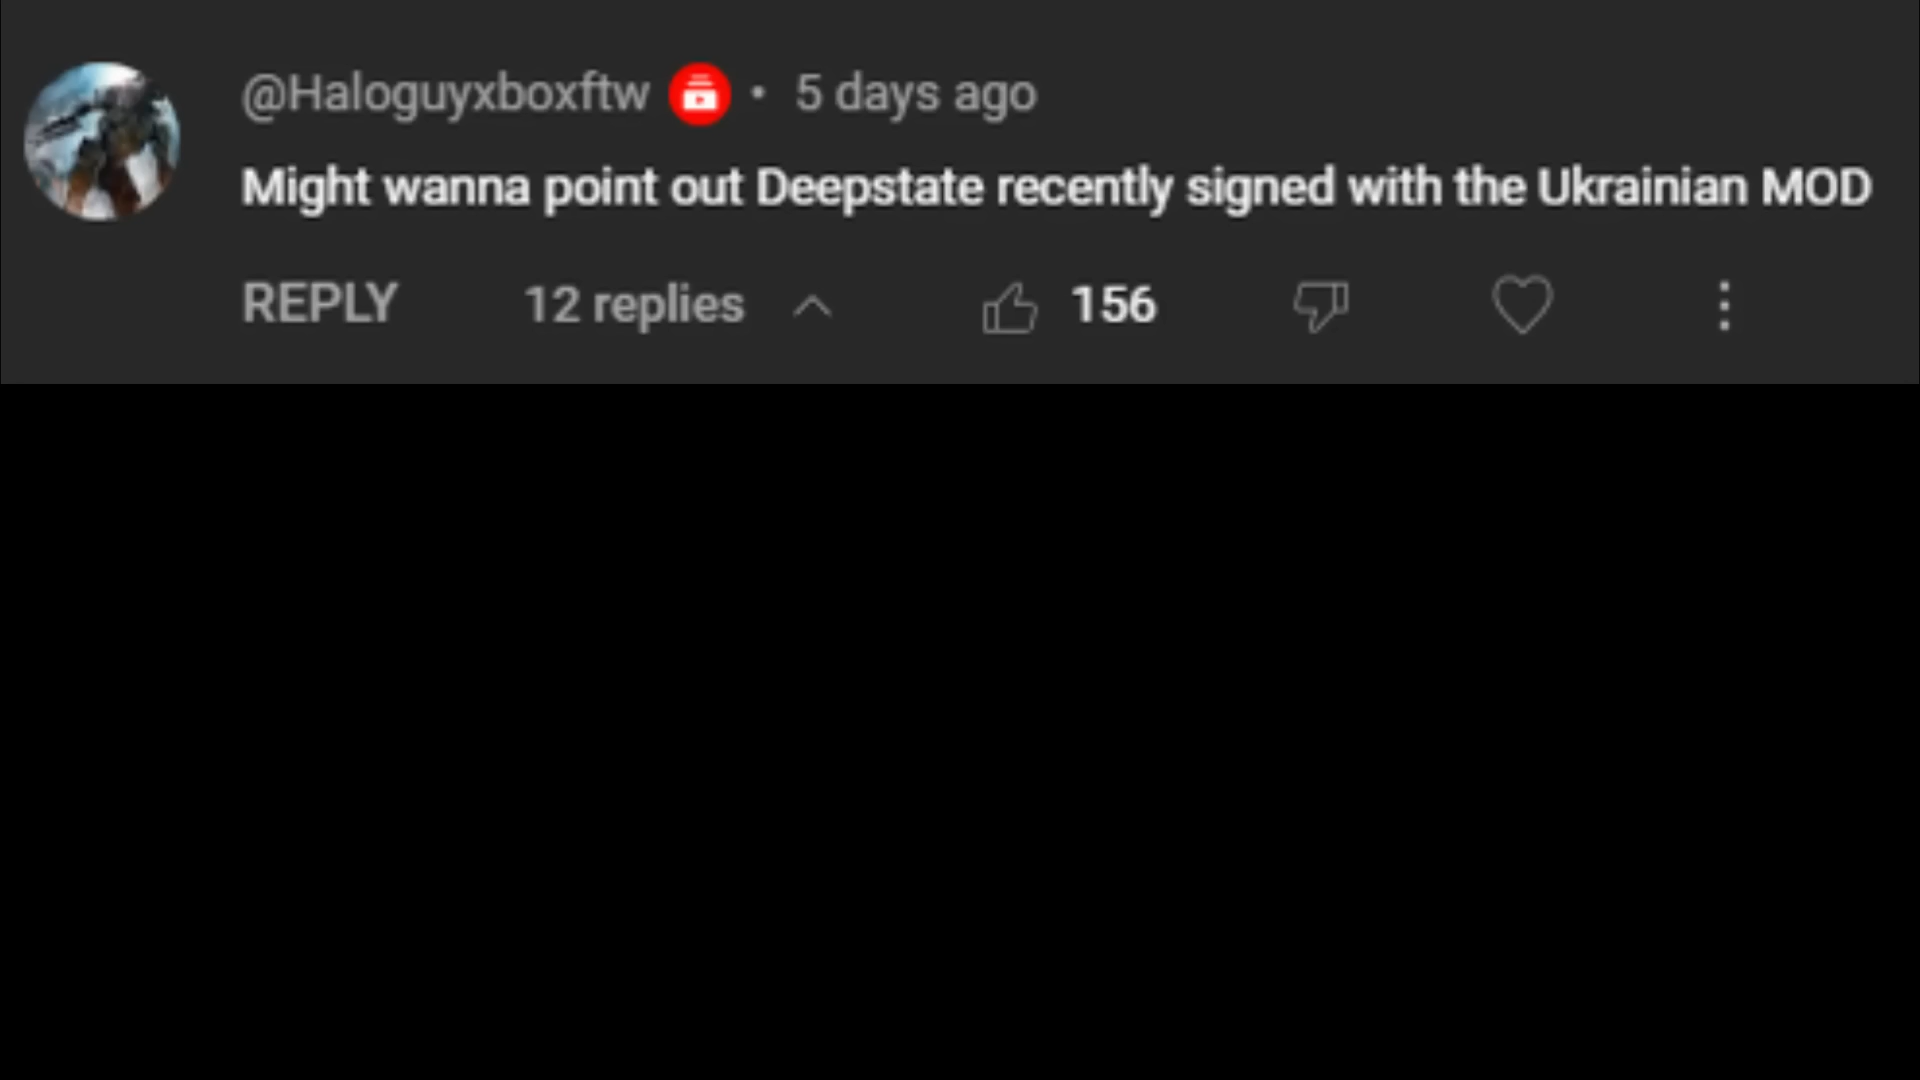 @Haloguyxboxftw • 5 days ago
Might wanna point out Deepstate recently signed with the Ukrainian MOD
REPLY 12 replies 156